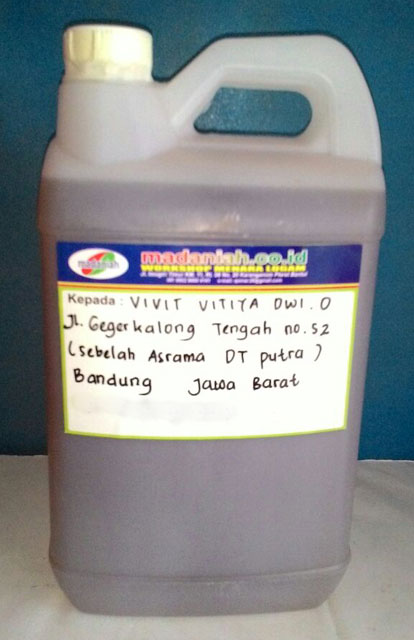 madaniah
madaniah.co.id
WORKSHOP MENARA LOGAM
Kepada : VIVIT VITIYA DWI.O
Jl. Gegerkalong Tengah no.52
(Sebelah Asrama DT putra)
Bandung Jawa Barat